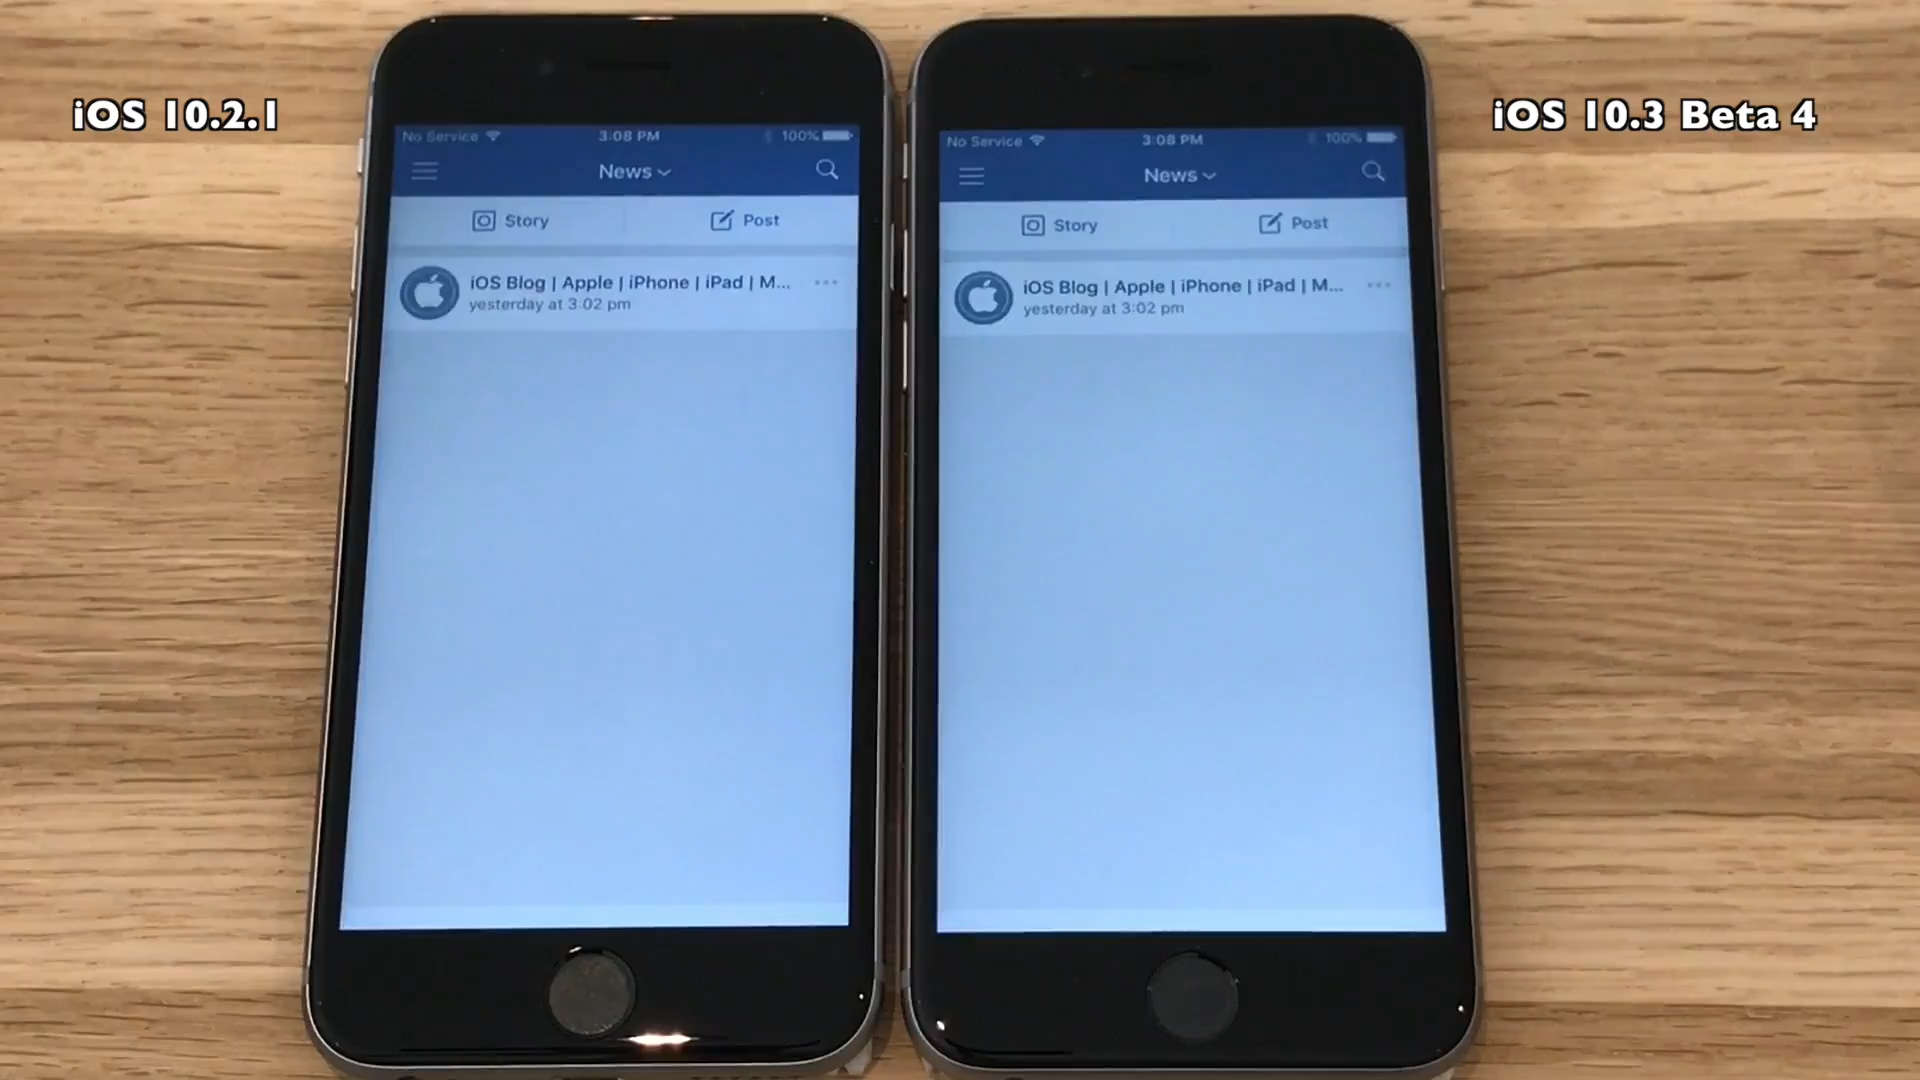 iOS 10.2.1
iOS 10.3 Beta 4
No Service 3:08 PM 100%
News
Story Post
iOS Blog | Apple | iPhone | iPad | M...
yesterday at 3:02 pm
No Service 3:08 PM 100%
News
Story Post
iOS Blog | Apple | iPhone | iPad | M...
yesterday at 3:02 pm